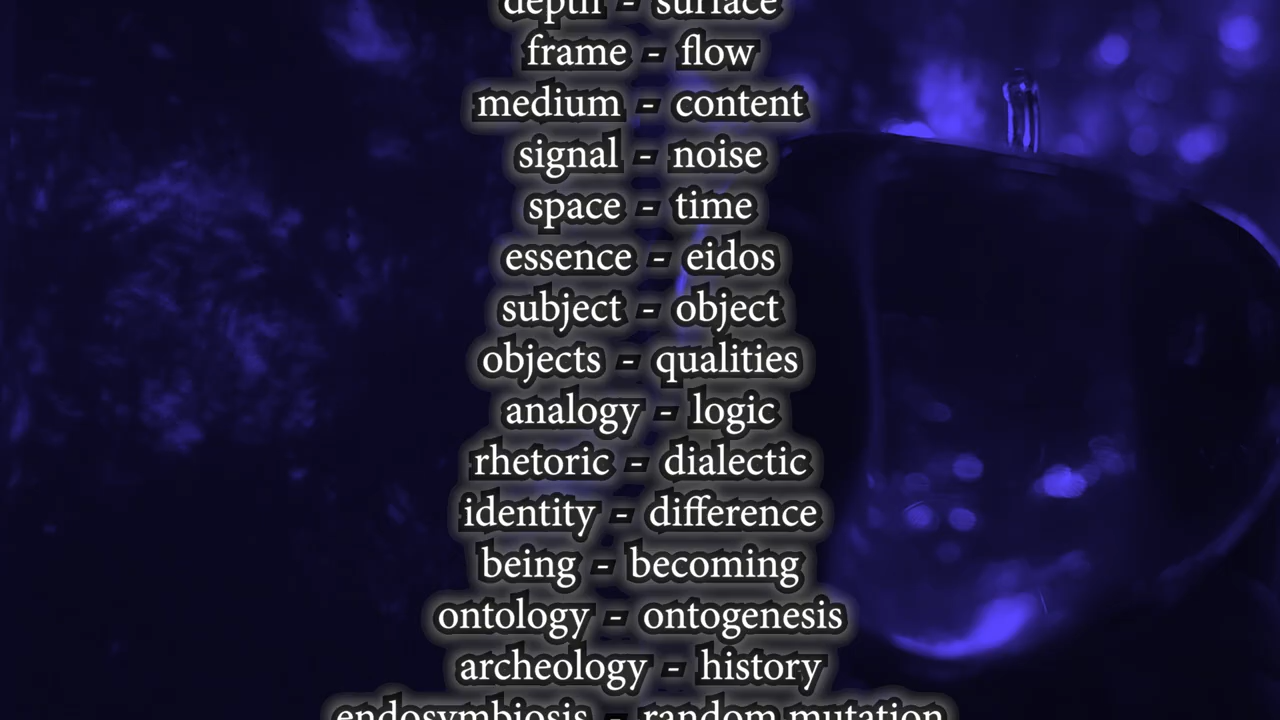 depth - surface
frame - flow
medium - content
signal - noise
space - time
essence - eidos
subject - object
objects - qualities
analogy - logic
rhetoric - dialectic
identity - difference
being - becoming
ontology - ontogenesis
archeology - history
endosymbiosis - random mutation